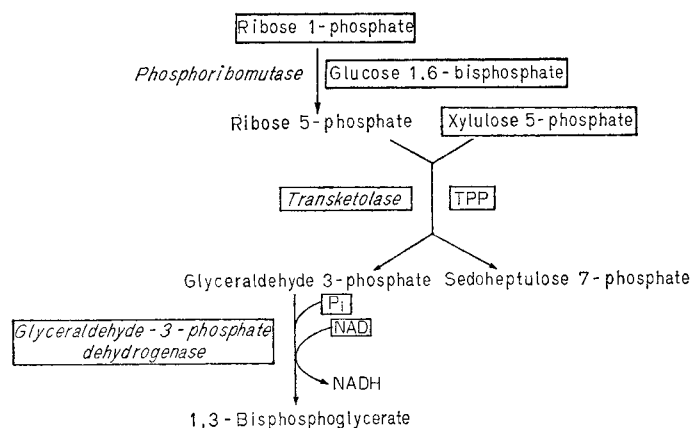 Ribose 1-phosphate
Phosphoribomutase
Glucose 1,6-bisphosphate
Ribose 5-phosphate
Xylulose 5-phosphate
Transketolase
TPP
Glyceraldehyde 3-phosphate
Sedoheptulose 7-phosphate
Pi
Glyceraldehyde-3-phosphate
dehydrogenase
NAD
NADH
1,3-Bisphosphoglycerate